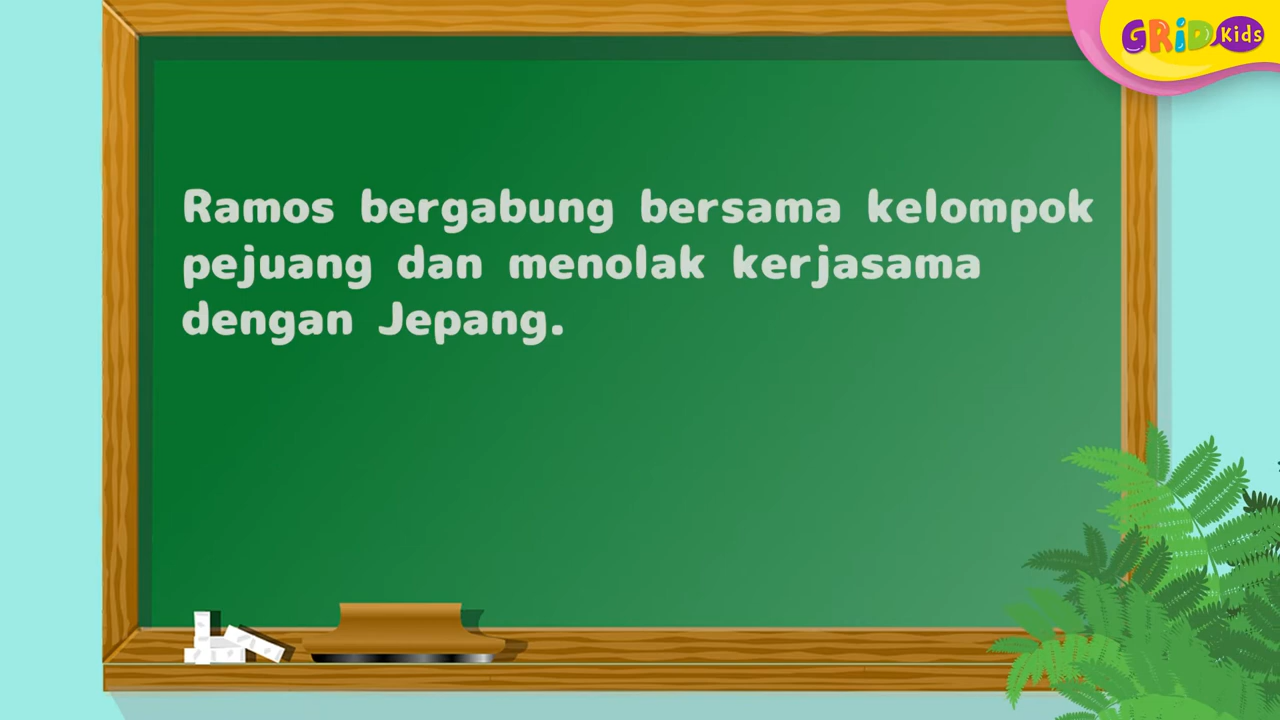 GRID Kids
Ramos bergabung bersama kelompok
pejuang dan menolak kerjasama
dengan Jepang.